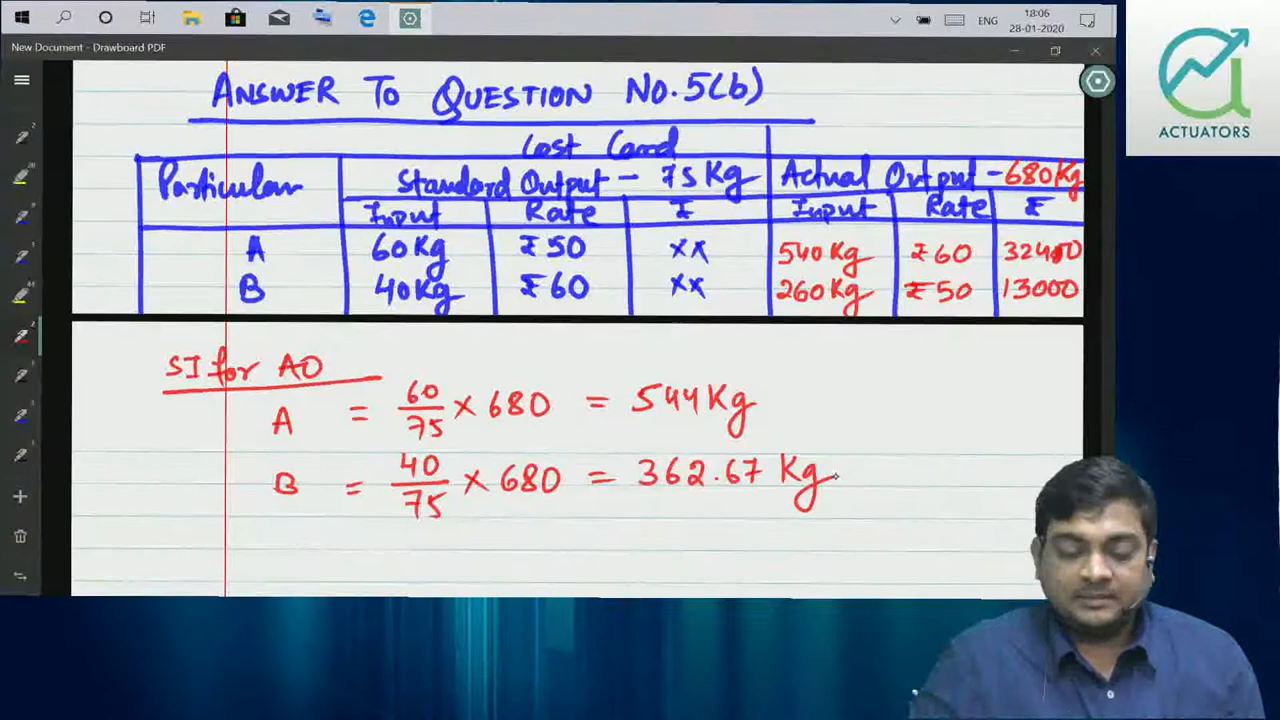 18:06
ENG
28-01-2020
New Document - Drawboard PDF
ANSWER TO QUESTION NO.5(b)
Cost Card
Particulars Standard Output - 75 Kg Actual Output - 680 Kg
Input Rate ₹ Input Rate ₹
A 60 Kg ₹ 50 xx 540 Kg ₹ 60 32400
B 40 Kg ₹ 60 xx 260 Kg ₹ 50 13000
SI for AO
A = 60/75 × 680 = 544 Kg
B = 40/75 × 680 = 362.67 Kg
ACTUATORS